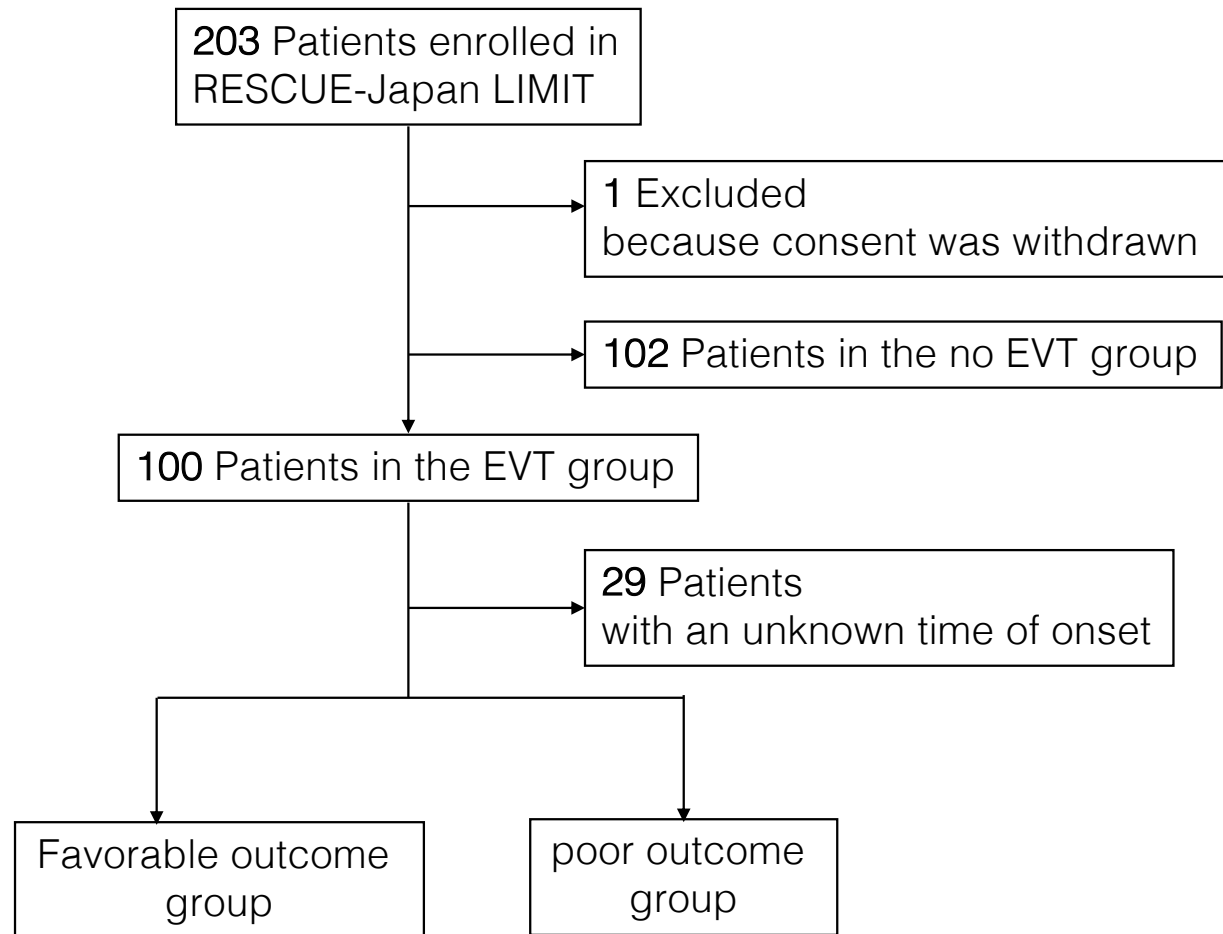 203 Patients enrolled in
RESCUE-Japan LIMIT
1 Excluded
because consent was withdrawn
102 Patients in the no EVT group
100 Patients in the EVT group
29 Patients
with an unknown time of onset
Favorable outcome
group
poor outcome
group